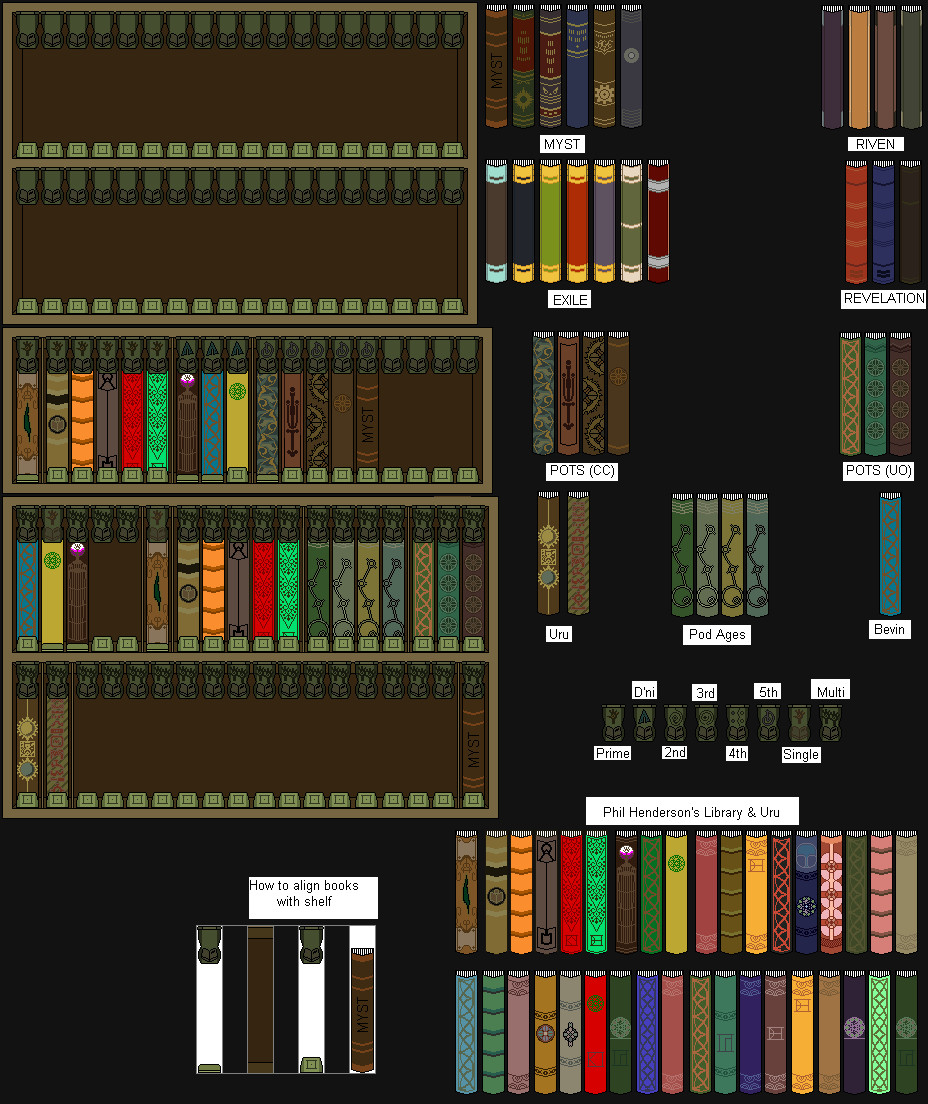 MYST
MYST
RIVEN
EXILE
REVELATION
MYST
POTS (CC)
POTS (UO)
Uru
Pod Ages
Bevin
D'ni
3rd
5th
Multi
Prime
2nd
4th
Single
MYST
Phil Henderson's Library & Uru
How to align books
with shelf
MYST